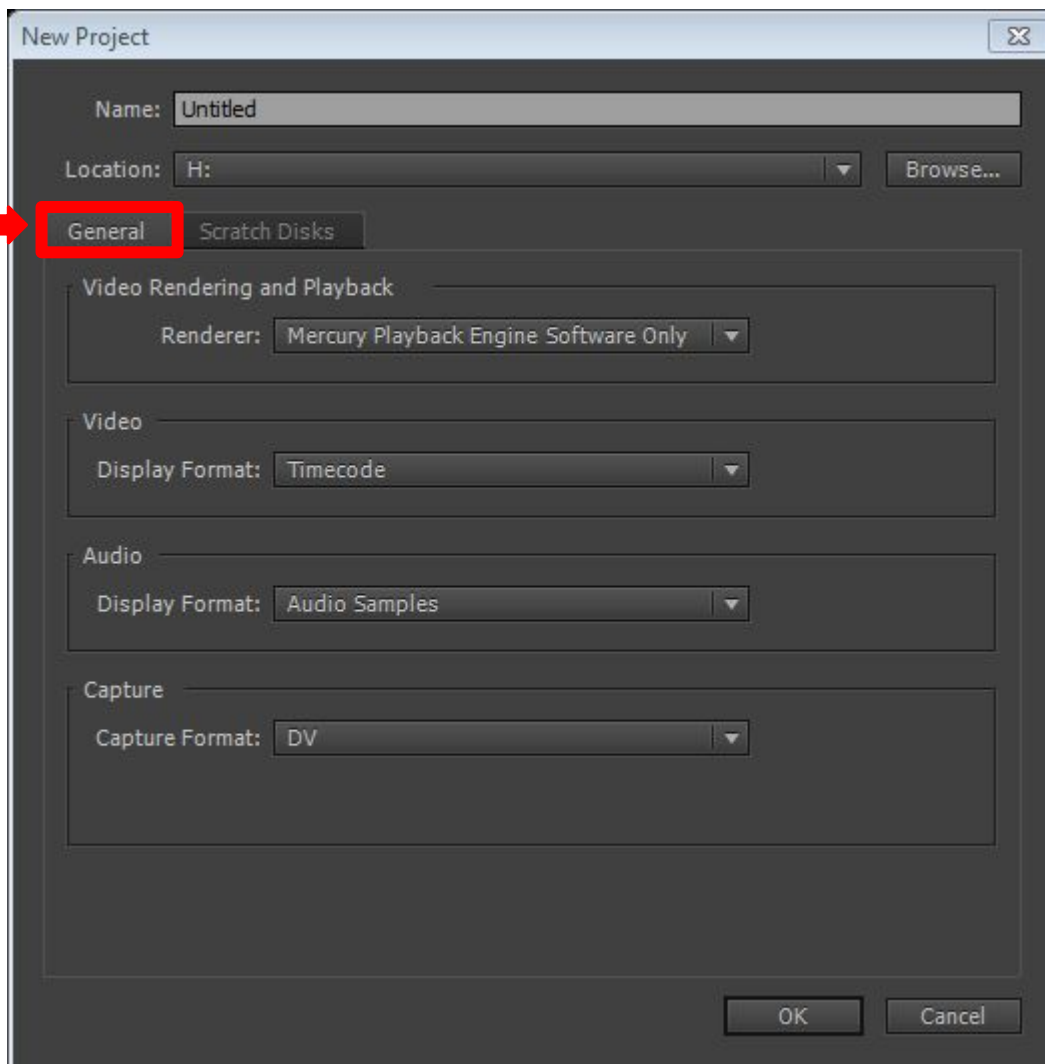 New Project
Name: Untitled
Location: H: Browse...
General Scratch Disks
Video Rendering and Playback
Renderer: Mercury Playback Engine Software Only
Video
Display Format: Timecode
Audio
Display Format: Audio Samples
Capture
Capture Format: DV
OK Cancel